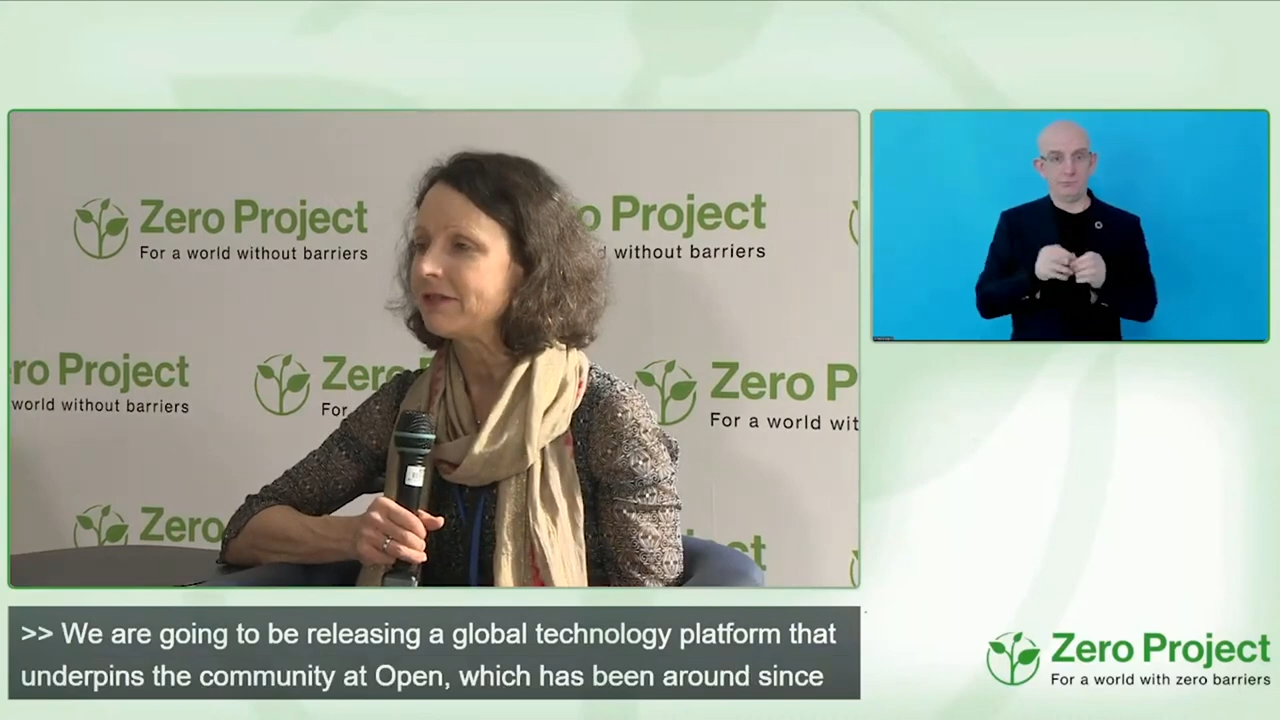 Zero Project
For a world without barriers
o Project
d without barriers
ro Project
world without barriers
Zero
For
Zero P
For a world wit
Zero
ct
>> We are going to be releasing a global technology platform that
underpins the community at Open, which has been around since
Zero Project
For a world with zero barriers